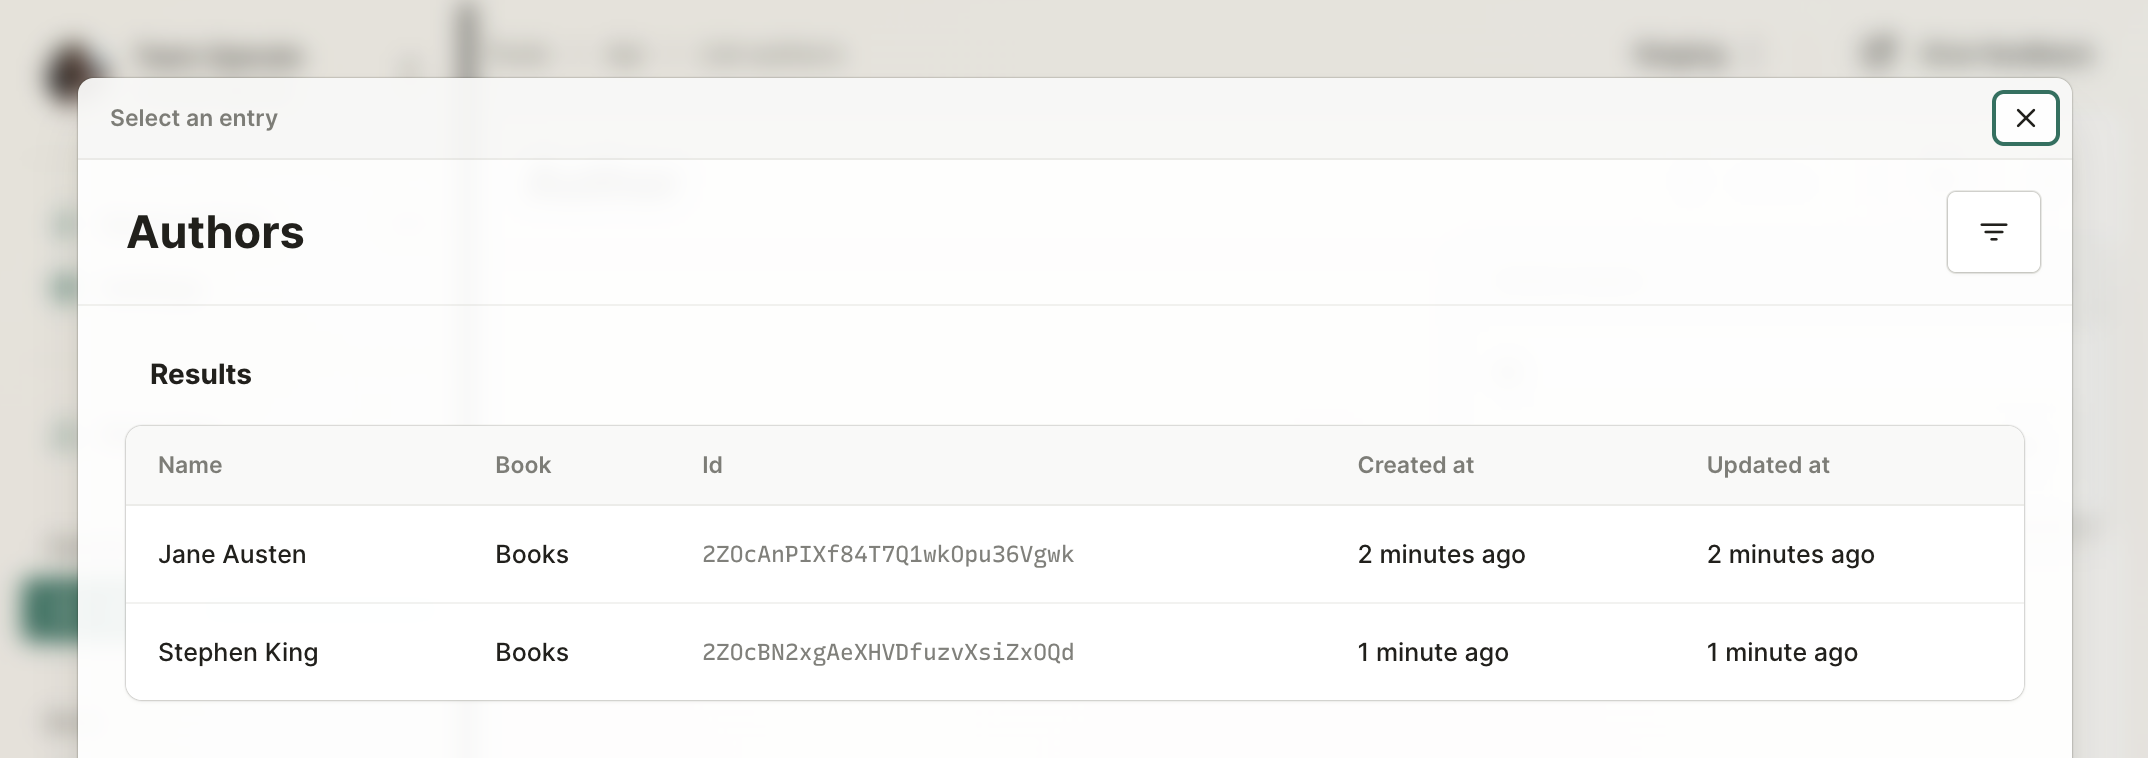 Select an entry
Authors
Results
Name Book Id Created at Updated at
Jane Austen Books 2ZOcAnPIXf84T7Q1wkOpu36Vgwk 2 minutes ago 2 minutes ago
Stephen King Books 2ZOcBN2xgAeXHVDfuzvXsiZxOQd 1 minute ago 1 minute ago